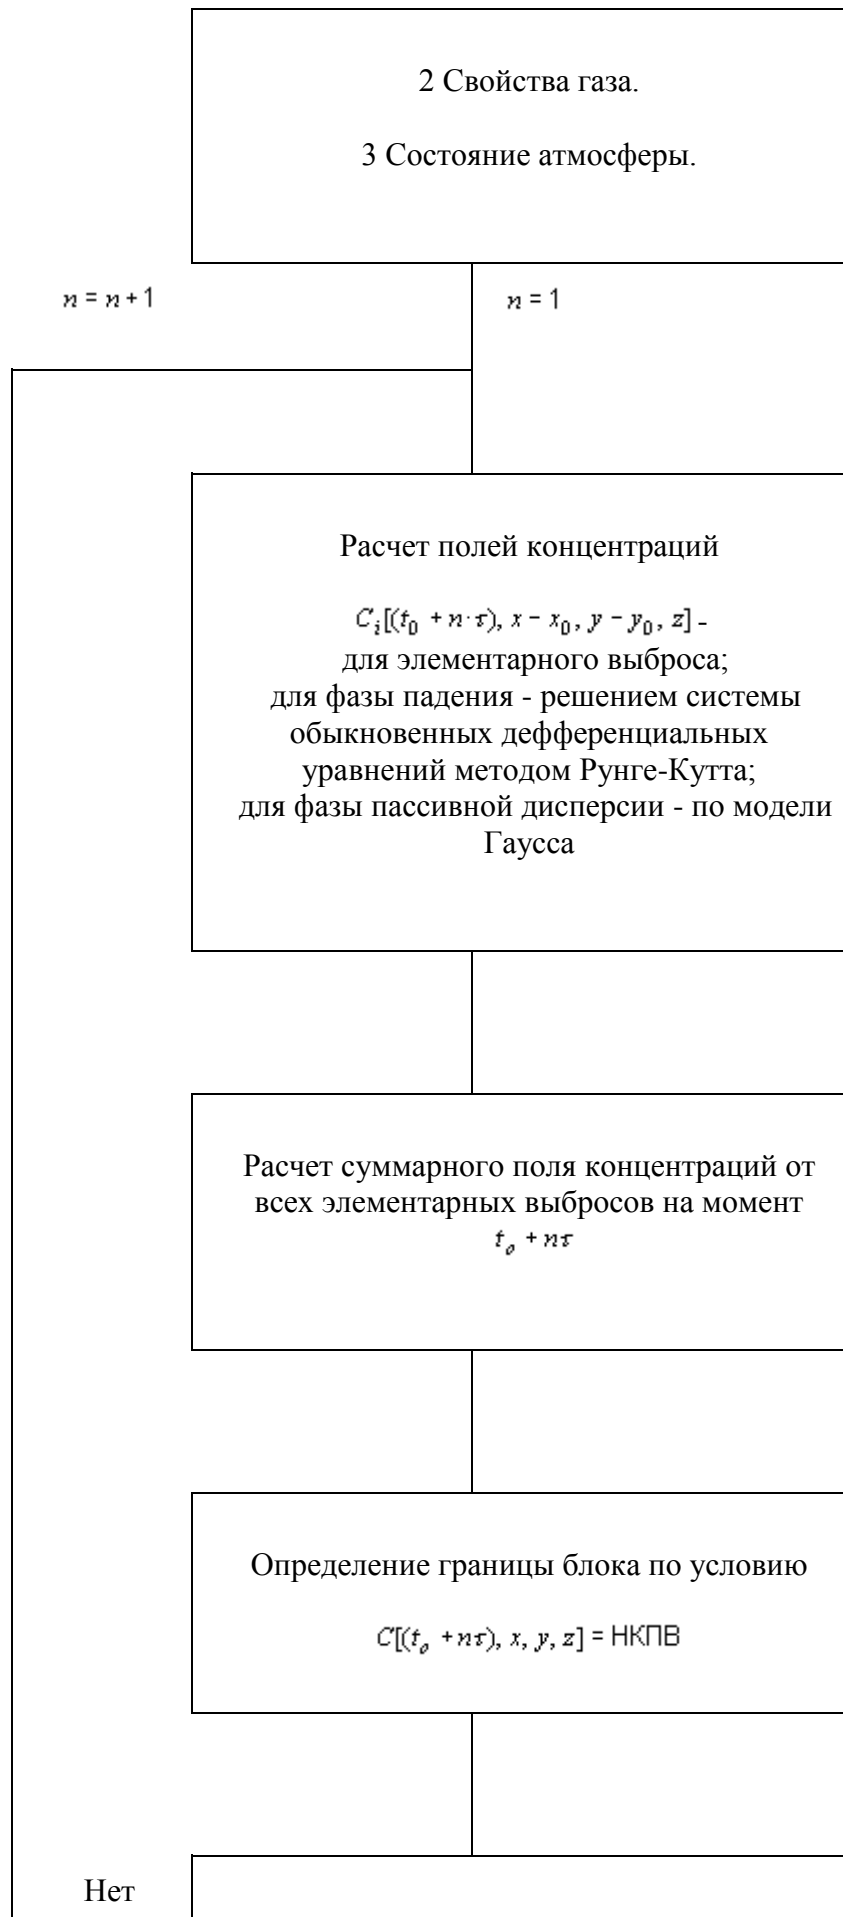 2 Свойства газа.
3 Состояние атмосферы.
n = n + 1
n = 1
Расчет полей концентраций
C_i[(t_0 + n·τ), x − x_0, y − y_0, z] -
для элементарного выброса;
для фазы падения - решением системы
обыкновенных дефференциальных
уравнений методом Рунге-Кутта;
для фазы пассивной дисперсии - по модели
Гаусса
Расчет суммарного поля концентраций от
всех элементарных выбросов на момент
t_o + nτ
Определение границы блока по условию
C[(t_o + nτ), x, y, z] = НКПВ
Нет